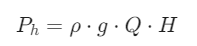 P_h = ρ · g · Q · H